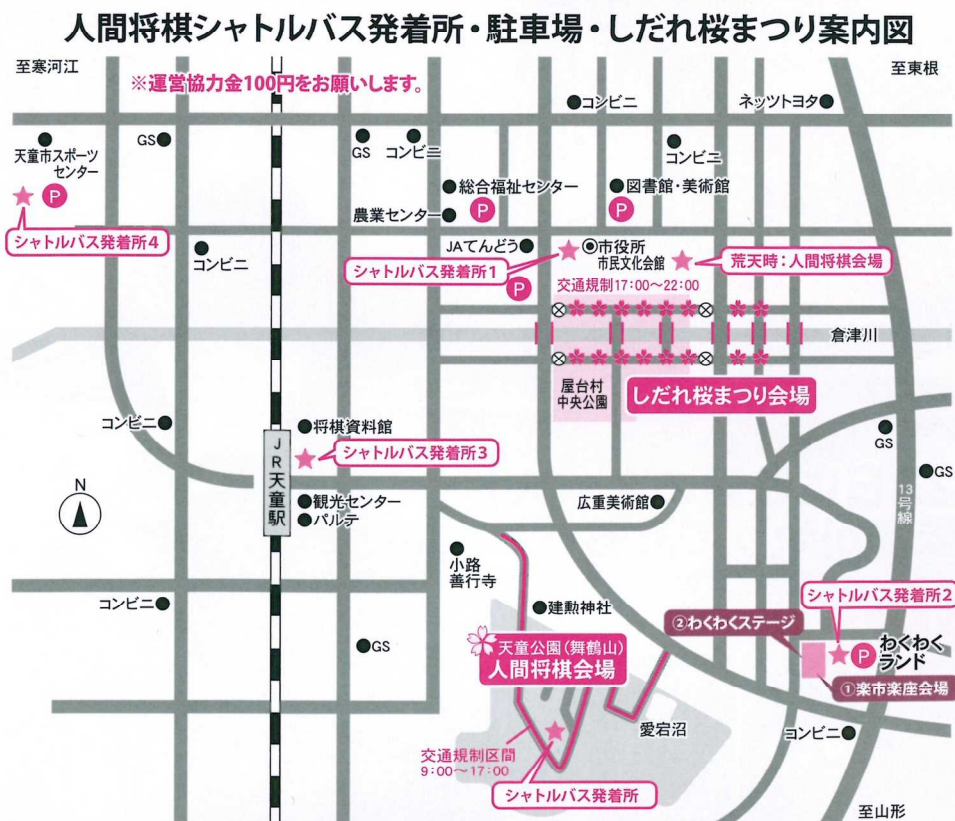 人間将棋シャトルバス発着所・駐車場・しだれ桜まつり案内図
至寒河江
※運営協力金100円をお願いします。
至東根
コンビニ
ネッツトヨタ
天童市スポーツ
センター
GS
GS
コンビニ
コンビニ
P
シャトルバス発着所4
総合福祉センター
P
農業センター
図書館・美術館
P
コンビニ
JAてんどう
P
シャトルバス発着所1
市役所
市民文化会館
荒天時:人間将棋会場
交通規制17:00~22:00
倉津川
屋台村
中央公園
しだれ桜まつり会場
コンビニ
将棋資料館
シャトルバス発着所3
JR天童駅
観光センター
パルテ
N
広重美術館
GS
GS
13号線
小路
善行寺
コンビニ
建勲神社
GS
天童公園(舞鶴山)
人間将棋会場
シャトルバス発着所2
②わくわくステージ
P
わくわく
ランド
①楽市楽座会場
愛宕沼
コンビニ
交通規制区間
9:00~17:00
シャトルバス発着所
至山形